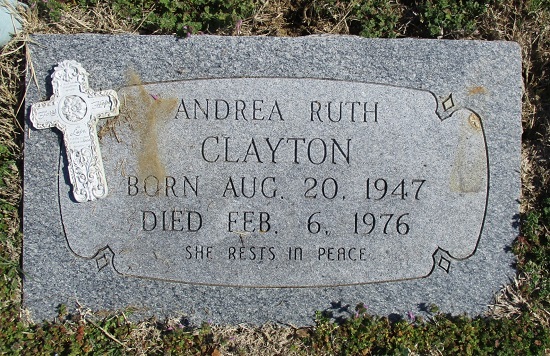 ANDREA RUTH
CLAYTON
BORN AUG. 20, 1947
DIED FEB. 6, 1976
SHE RESTS IN PEACE